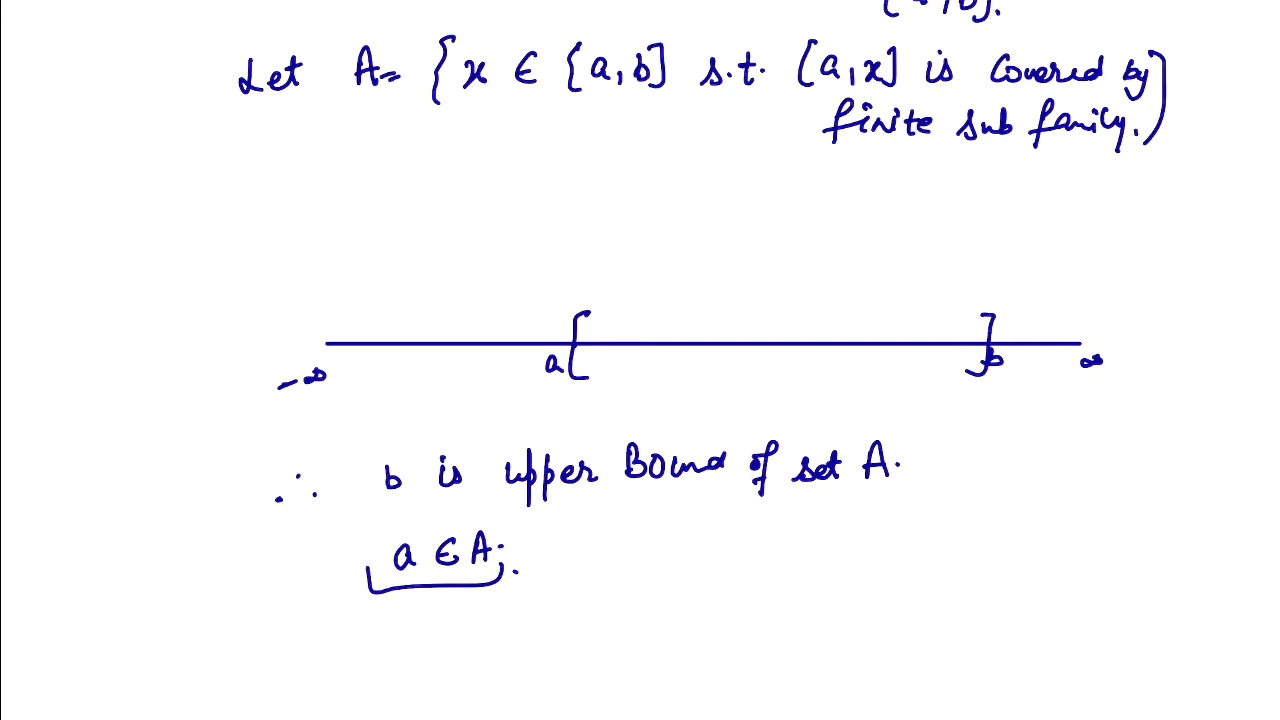 [a,b].
Let A= {x ∈ [a,b] s.t. [a,x] is covered by
finite sub family.}
a b
-∞ ∞
∴ b is upper Bound of set A.
a ∈ A.